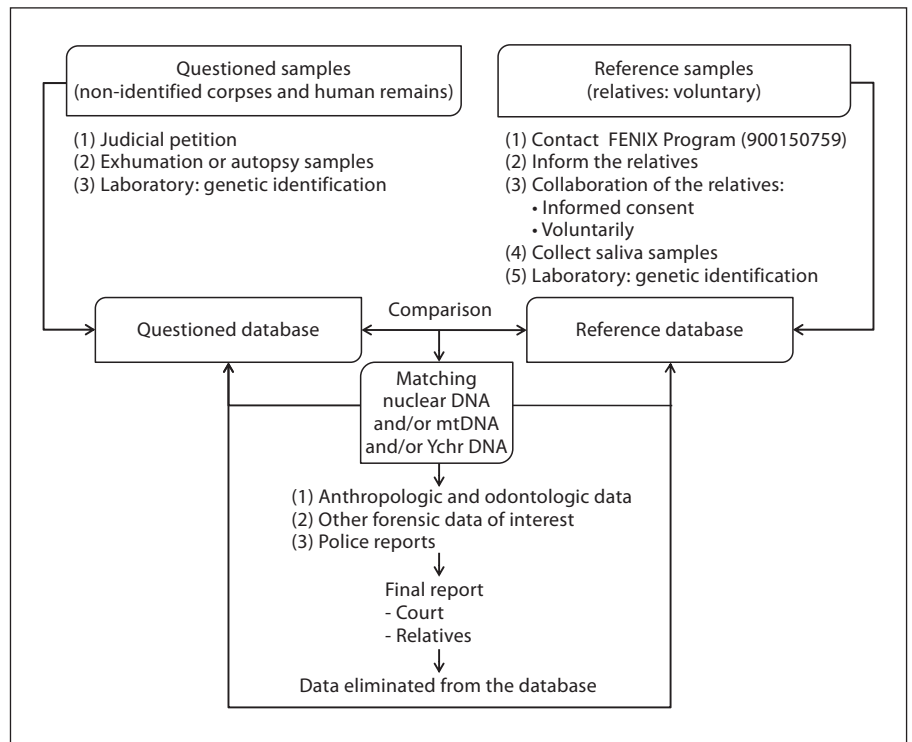 Questioned samples
(non-identified corpses and human remains)
(1) Judicial petition
(2) Exhumation or autopsy samples
(3) Laboratory: genetic identification
Reference samples
(relatives: voluntary)
(1) Contact FENIX Program (900150759)
(2) Inform the relatives
(3) Collaboration of the relatives:
• Informed consent
• Voluntarily
(4) Collect saliva samples
(5) Laboratory: genetic identification
Questioned database
Comparison
Reference database
Matching
nuclear DNA
and/or mtDNA
and/or Ychr DNA
(1) Anthropologic and odontologic data
(2) Other forensic data of interest
(3) Police reports
Final report
- Court
- Relatives
Data eliminated from the database